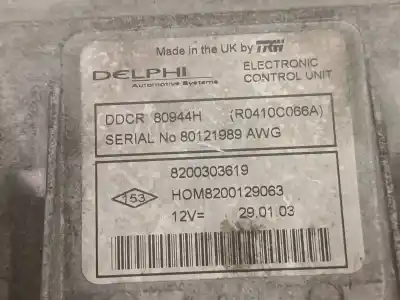 Made in the UK by TRW
DELPHI
Automotive Systems
ELECTRONIC
CONTROL UNIT
DDCR 80944H (R0410C066A)
SERIAL No 80121989 AWG
8200303619
153
HOM8200129063
12V= 29.01.03